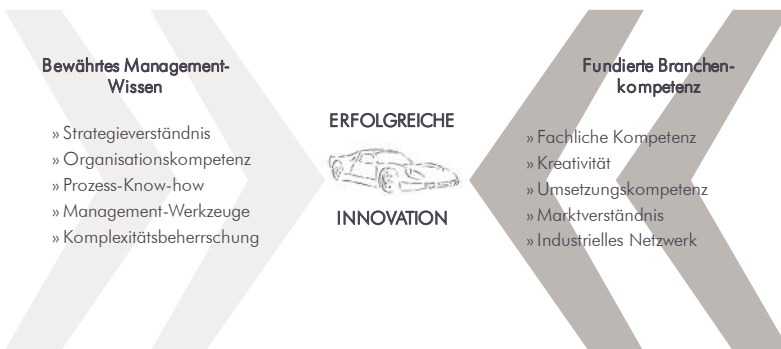 Bewährtes Management-
Wissen
» Strategieverständnis
» Organisationskompetenz
» Prozess-Know-how
» Management-Werkzeuge
» Komplexitätsbeherrschung
ERFOLGREICHE
INNOVATION
Fundierte Branchen-
kompetenz
» Fachliche Kompetenz
» Kreativität
» Umsetzungskompetenz
» Marktverständnis
» Industrielles Netzwerk